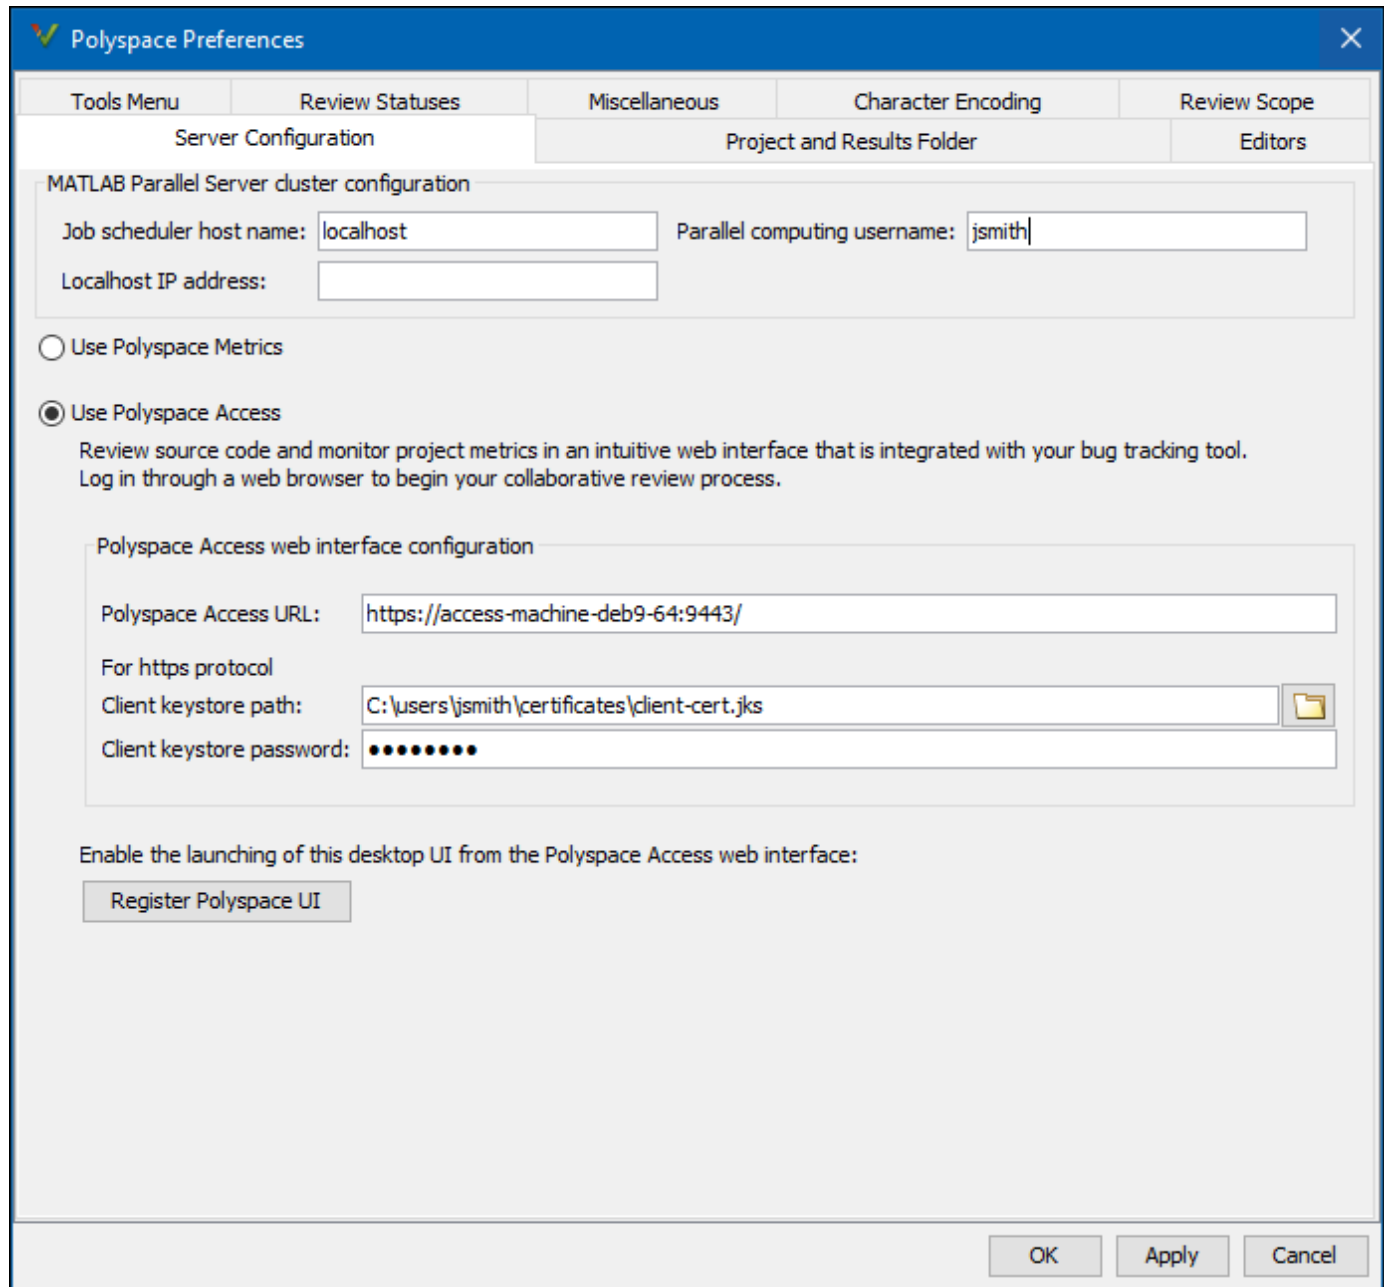 Polyspace Preferences
Tools Menu Review Statuses Miscellaneous Character Encoding Review Scope
Server Configuration Project and Results Folder Editors
MATLAB Parallel Server cluster configuration
Job scheduler host name: localhost Parallel computing username: jsmith
Localhost IP address:
Use Polyspace Metrics
Use Polyspace Access
Review source code and monitor project metrics in an intuitive web interface that is integrated with your bug tracking tool.
Log in through a web browser to begin your collaborative review process.
Polyspace Access web interface configuration
Polyspace Access URL: https://access-machine-deb9-64:9443/
For https protocol
Client keystore path: C:\users\jsmith\certificates\client-cert.jks
Client keystore password: ●●●●●●●●
Enable the launching of this desktop UI from the Polyspace Access web interface:
Register Polyspace UI
OK Apply Cancel